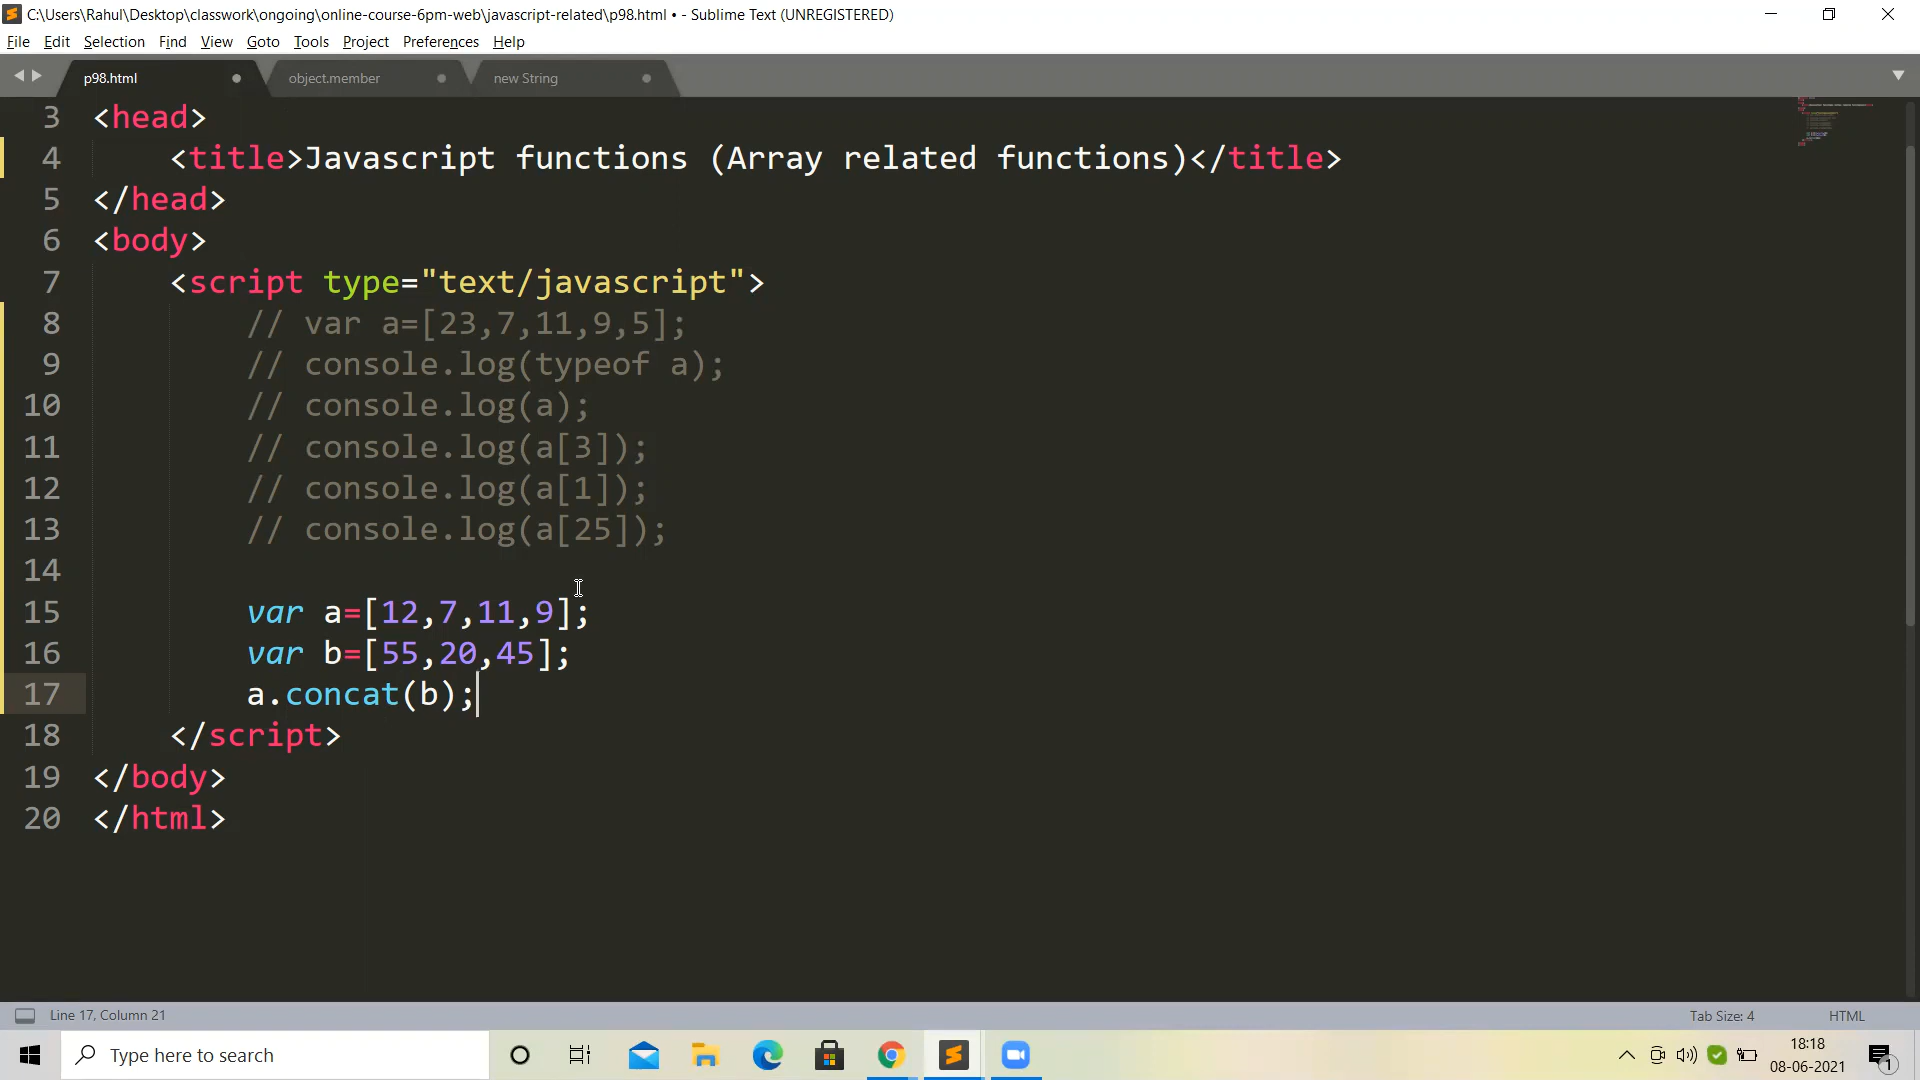 C:\Users\Rahul\Desktop\classwork\ongoing\online-course-6pm-web\javascript-related\p98.html • - Sublime Text (UNREGISTERED)
File Edit Selection Find View Goto Tools Project Preferences Help
p98.html object.member new String
3 <head>
4 <title>Javascript functions (Array related functions)</title>
5 </head>
6 <body>
7 <script type="text/javascript">
8 // var a=[23,7,11,9,5];
9 // console.log(typeof a);
10 // console.log(a);
11 // console.log(a[3]);
12 // console.log(a[1]);
13 // console.log(a[25]);
14
15 var a=[12,7,11,9];
16 var b=[55,20,45];
17 a.concat(b);
18 </script>
19 </body>
20 </html>
Line 17, Column 21 Tab Size: 4 HTML
Type here to search
18:18
08-06-2021
1